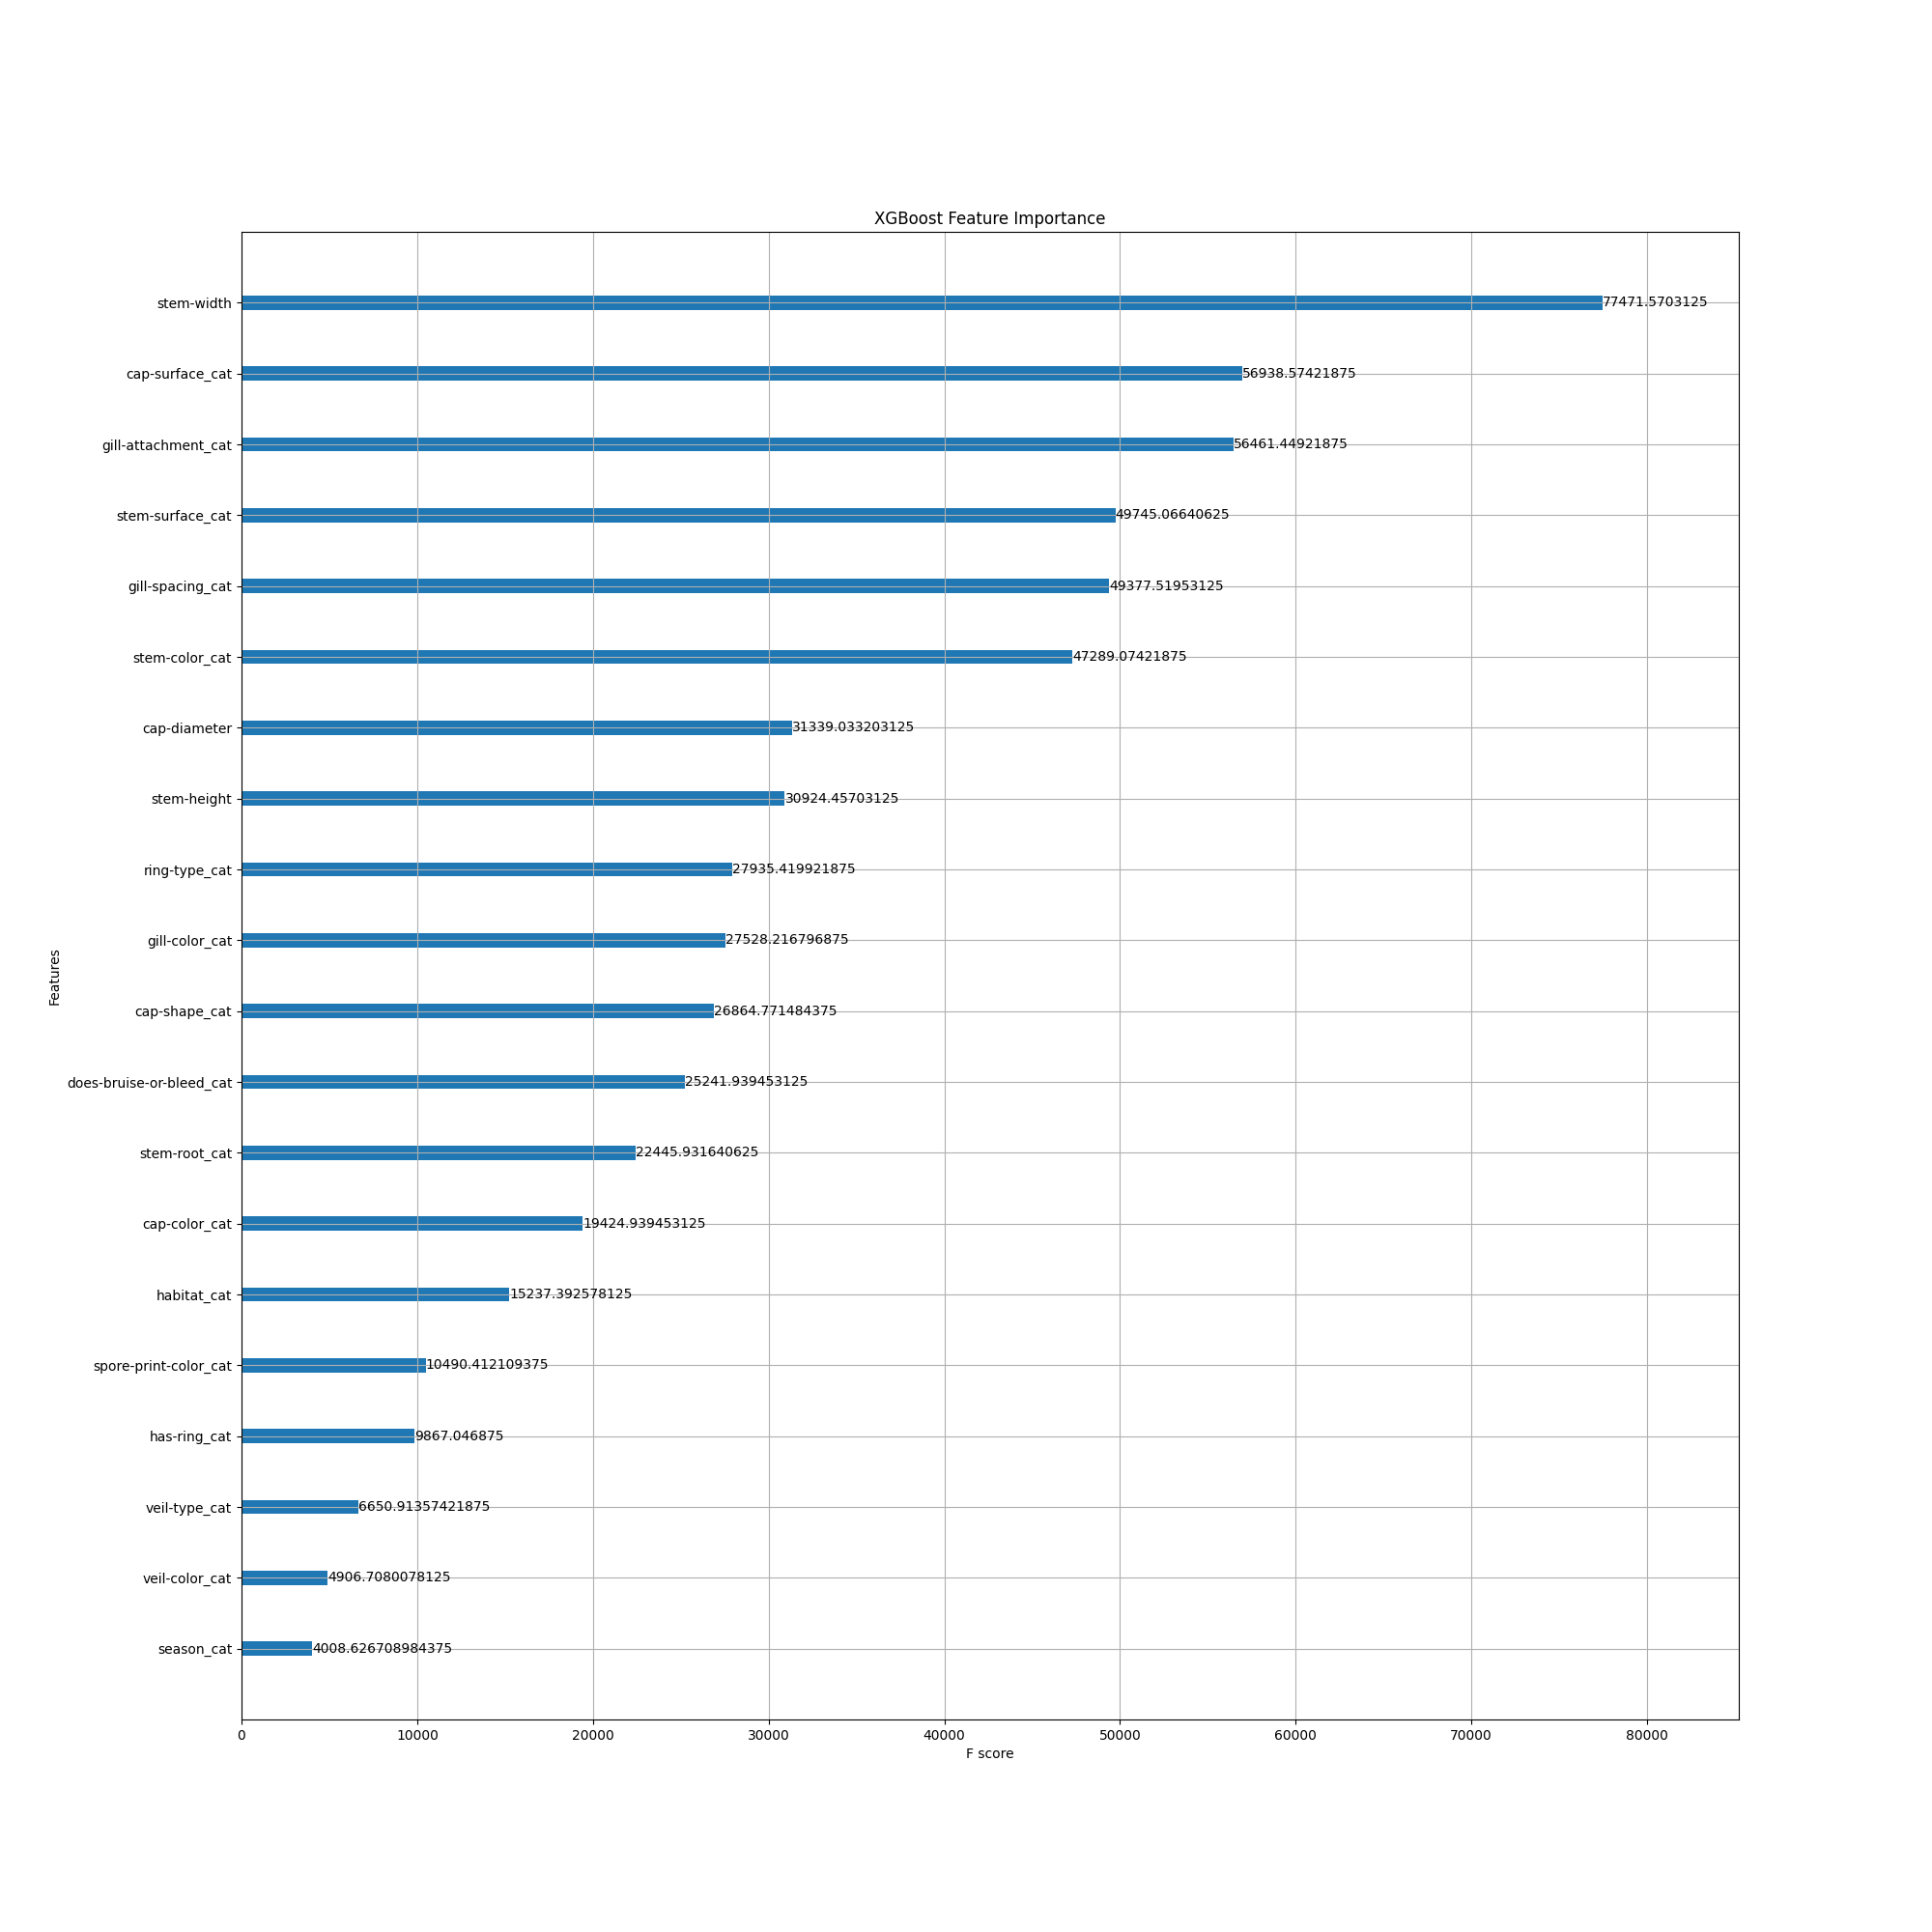 XGBoost Feature Importance
stem-width 77471.5703125
cap-surface_cat 56938.57421875
gill-attachment_cat 56461.44921875
stem-surface_cat 49745.06640625
gill-spacing_cat 49377.51953125
stem-color_cat 47289.07421875
cap-diameter 31339.033203125
stem-height 30924.45703125
ring-type_cat 27935.419921875
gill-color_cat 27528.216796875
cap-shape_cat 26864.771484375
does-bruise-or-bleed_cat 25241.939453125
stem-root_cat 22445.931640625
cap-color_cat 19424.939453125
habitat_cat 15237.392578125
spore-print-color_cat 10490.412109375
has-ring_cat 9867.046875
veil-type_cat 6650.91357421875
veil-color_cat 4906.7080078125
season_cat 4008.626708984375
0 10000 20000 30000 40000 50000 60000 70000 80000
F score
Features